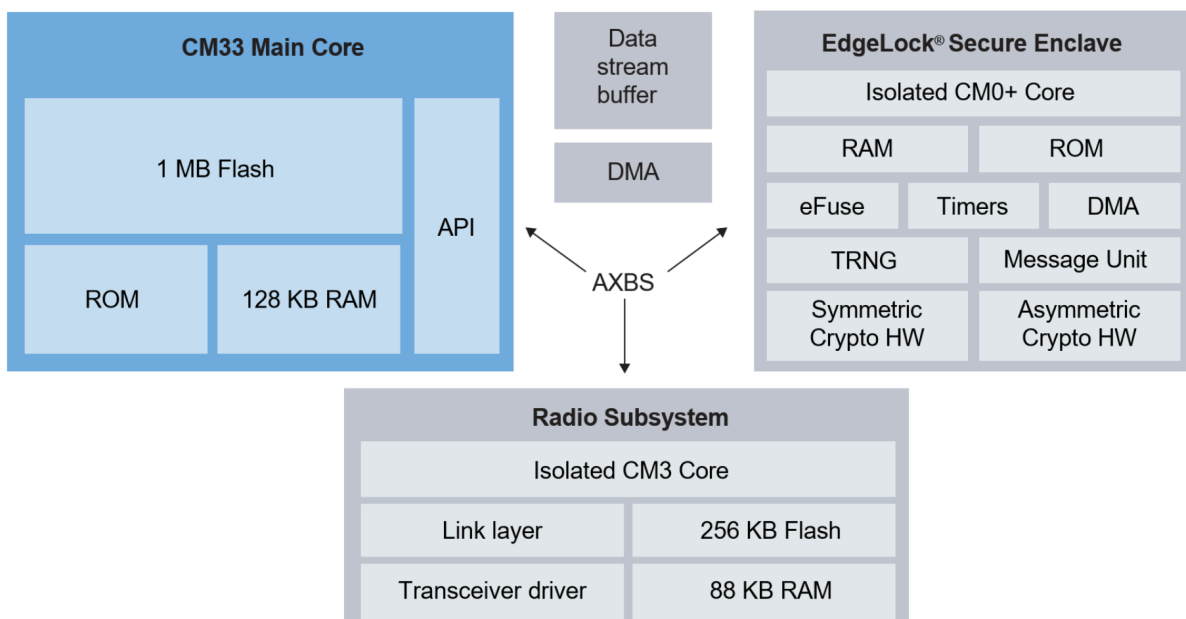 CM33 Main Core
1 MB Flash
API
ROM
128 KB RAM
Data
stream
buffer
DMA
AXBS
EdgeLock® Secure Enclave
Isolated CM0+ Core
RAM
ROM
eFuse
Timers
DMA
TRNG
Message Unit
Symmetric
Crypto HW
Asymmetric
Crypto HW
Radio Subsystem
Isolated CM3 Core
Link layer
256 KB Flash
Transceiver driver
88 KB RAM